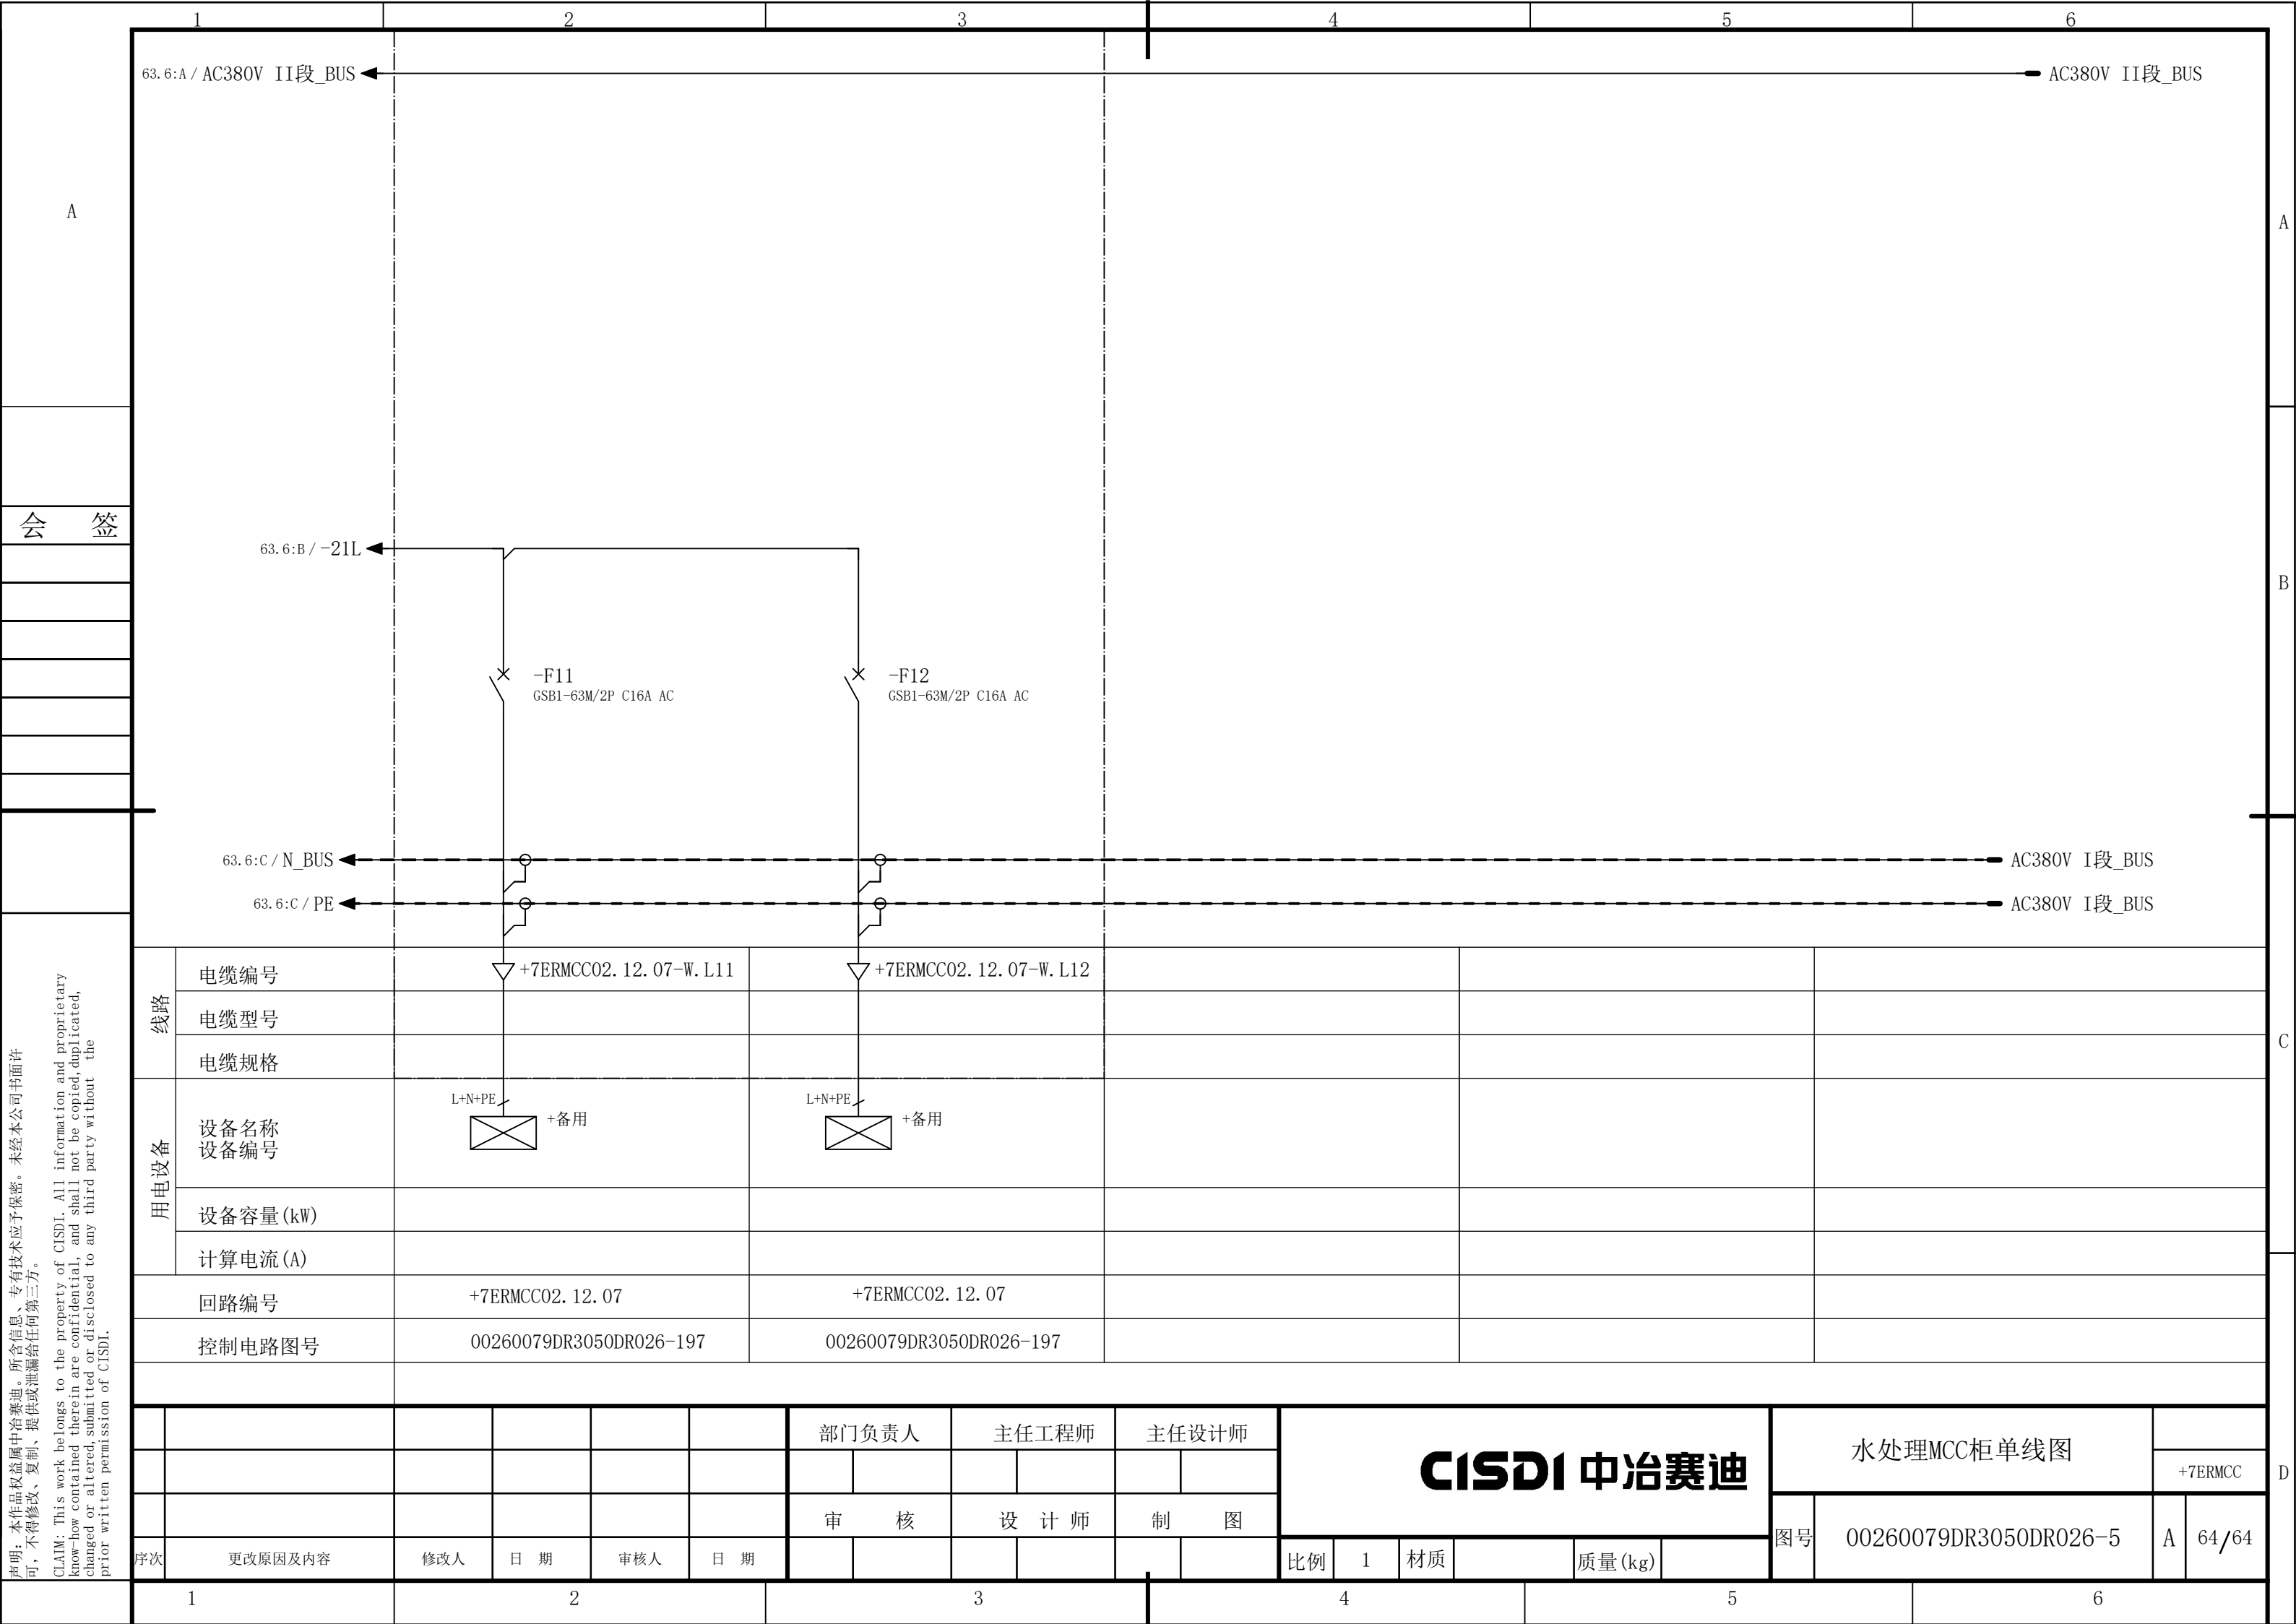 1 2 3 4 5 6
63.6:A / AC380V II段_BUS
AC380V II段_BUS
A
A
会 签
63.6:B / -21L
B
-F11
GSB1-63M/2P C16A AC
-F12
GSB1-63M/2P C16A AC
63.6:C / N_BUS
AC380V I段_BUS
63.6:C / PE
AC380V I段_BUS
线路
电缆编号
+7ERMCC02.12.07-W.L11
+7ERMCC02.12.07-W.L12
电缆型号
电缆规格
C
用电设备
设备名称
设备编号
L+N+PE
+备用
L+N+PE
+备用
设备容量(kW)
计算电流(A)
回路编号
+7ERMCC02.12.07
+7ERMCC02.12.07
控制电路图号
00260079DR3050DR026-197
00260079DR3050DR026-197
声明: 本作品权益属中冶赛迪。所含信息、专有技术应予保密。未经本公司书面许
可, 不得修改、复制、提供或泄漏给任何第三方。
CLAIM: This work belongs to the property of CISDI. All information and proprietary
know-how contained therein are confidential, and shall not be copied,duplicated,
changed or altered,submitted or disclosed to any third party without the
prior written permission of CISDI.
部门负责人 主任工程师 主任设计师
审 核 设 计 师 制 图
序次 更改原因及内容 修改人 日 期 审核人 日 期
CISDI 中冶赛迪
比例 1 材质 质量(kg)
水处理MCC柜单线图
+7ERMCC
图号 00260079DR3050DR026-5 A 64/64
D
1 2 3 4 5 6